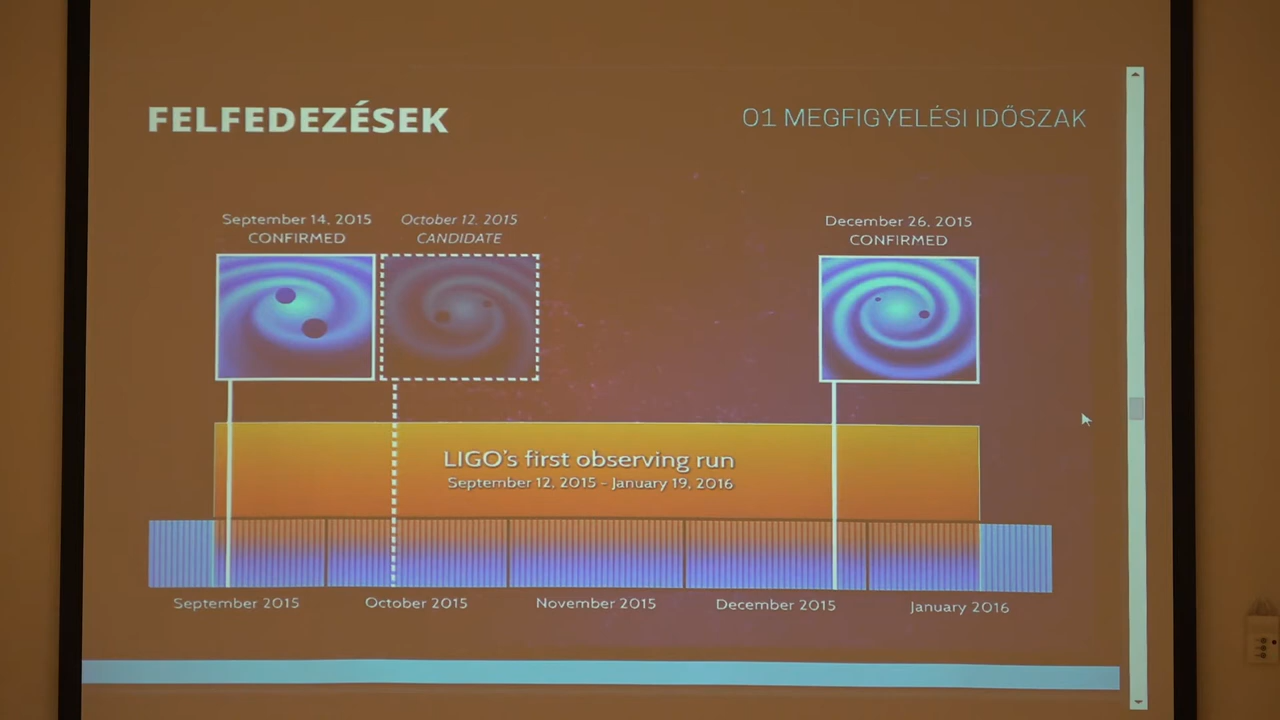 FELFEDEZÉSEK
O1 MEGFIGYELÉSI IDŐSZAK
September 14, 2015
CONFIRMED
October 12, 2015
CANDIDATE
December 26, 2015
CONFIRMED
LIGO's first observing run
September 12, 2015 - January 19, 2016
September 2015
October 2015
November 2015
December 2015
January 2016